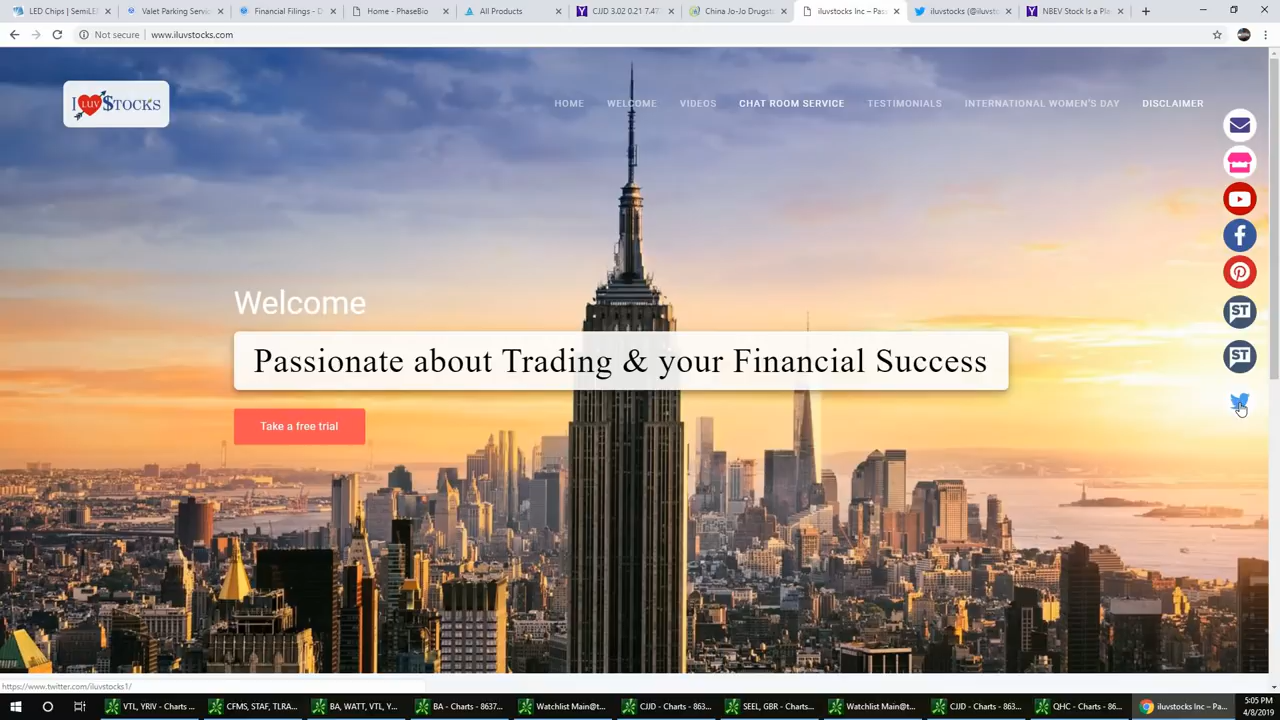 LED Chips | SemiLE
Valet Parking Servic
Financial Filings - D
Home - PhaseBio
All Products
CJJD 3.02 0.21 7.47
China Jo-Jo Drugst
iluvstocks Inc – Pas
iluvstocks (@iluvst
NBEV Stock Is a Pla
Not secure
www.iluvstocks.com
I LUV $TOCKS
HOME
WELCOME
VIDEOS
CHAT ROOM SERVICE
TESTIMONIALS
INTERNATIONAL WOMEN'S DAY
DISCLAIMER
ST
ST
Welcome
Passionate about Trading & your Financial Success
Take a free trial
https://www.twitter.com/iluvstocks1/
VTL, YRIV - Charts ...
CFMS, STAF, TLRA...
BA, WATT, VTL, Y...
BA - Charts - 8637...
Watchlist Main@t...
CJJD - Charts - 863...
SEEL, GBR - Charts...
Watchlist Main@t...
CJJD - Charts - 863...
QHC - Charts - 86...
iluvstocks Inc – Pa...
5:05 PM
4/8/2019